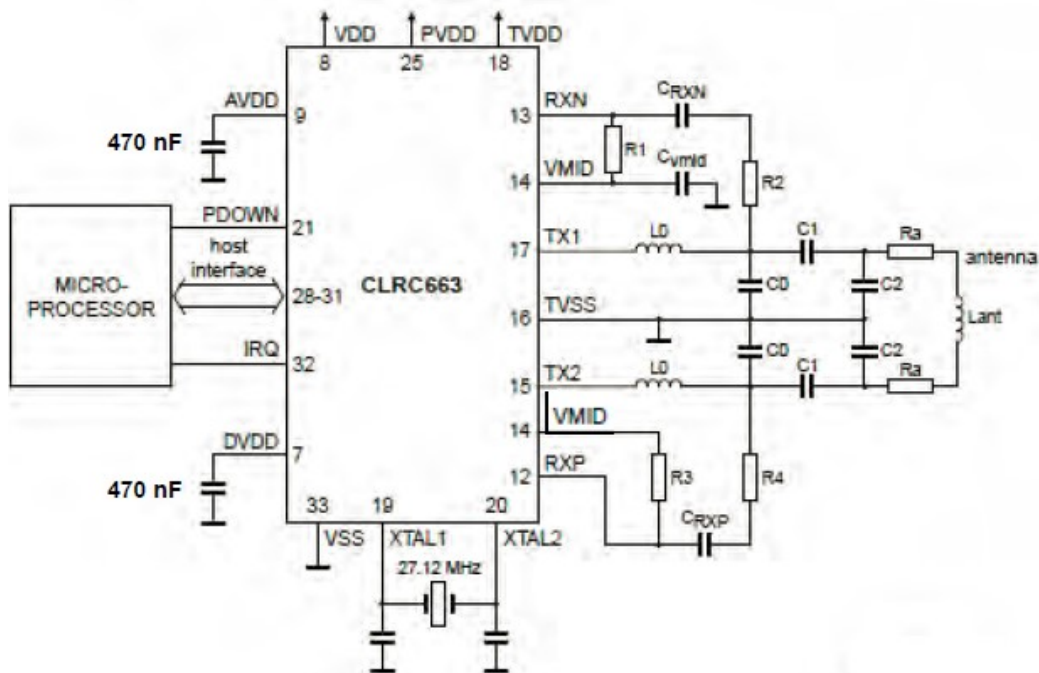 VDD PVDD TVDD
8 25 18
AVDD
9
470 nF
RXN
13
CRXN
R1
VMID
14
Cvmid
R2
PDOWN
21
host
interface
MICRO-
PROCESSOR
28-31
CLRC663
TX1
17
L0
C1
Ra
antenna
C0
C2
TVSS
16
Lant
IRQ
32
C0
C2
L0
C1
TX2
15
Ra
VMID
14
DVDD
7
RXP
12
R3
R4
470 nF
CRXP
33 19 20
VSS XTAL1 XTAL2
27.12 MHz